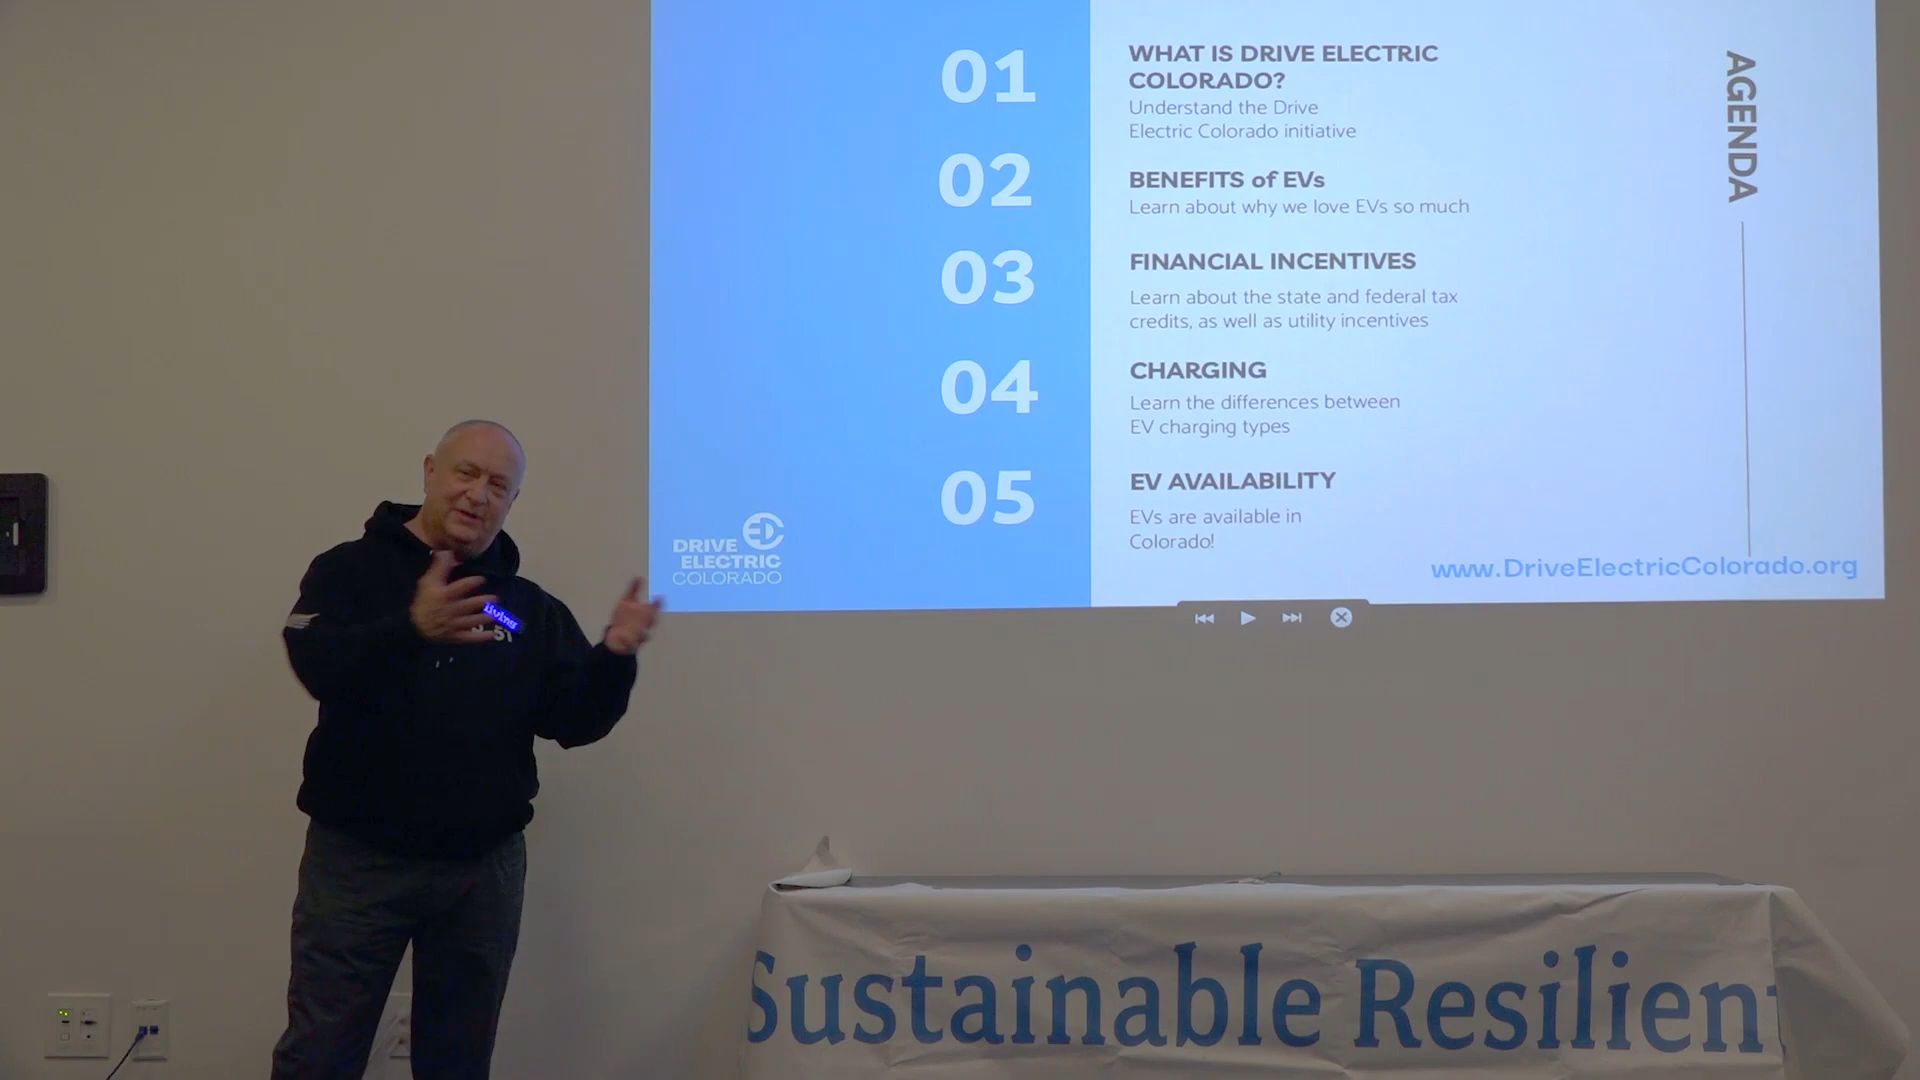 01
WHAT IS DRIVE ELECTRIC
COLORADO?
Understand the Drive
Electric Colorado initiative
02
BENEFITS of EVs
Learn about why we love EVs so much
03
FINANCIAL INCENTIVES
Learn about the state and federal tax
credits, as well as utility incentives
04
CHARGING
Learn the differences between
EV charging types
05
EV AVAILABILITY
EVs are available in
Colorado!
AGENDA
www.DriveElectricColorado.org
DRIVE
ELECTRIC
COLORADO
Sustainable Resilient